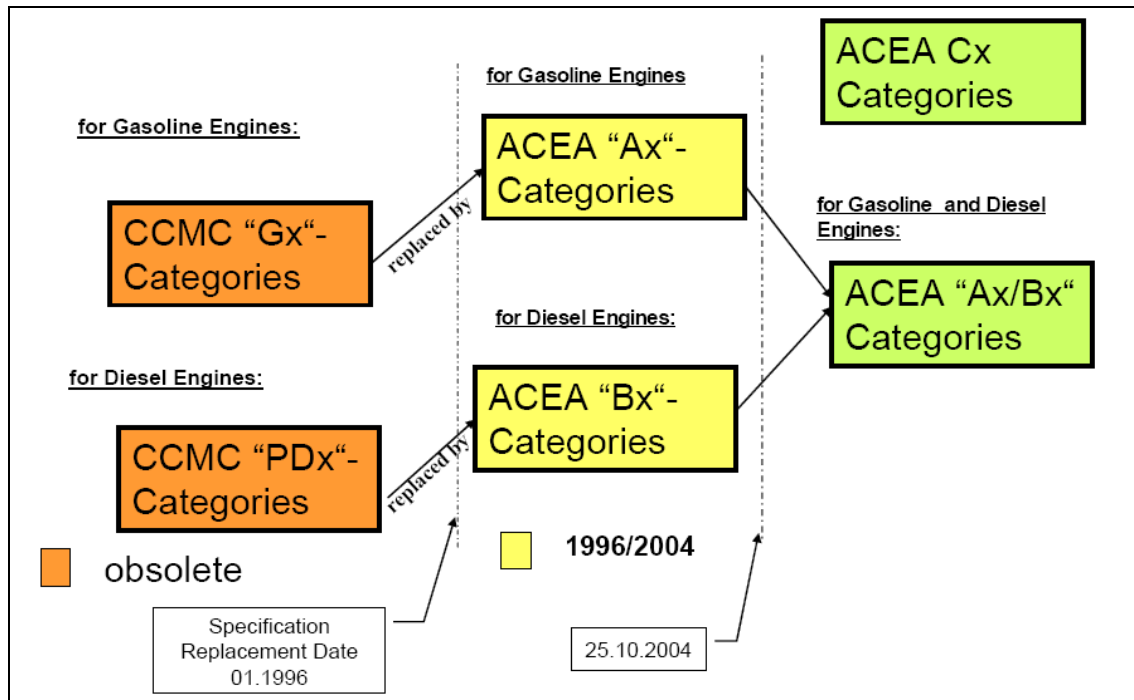 for Gasoline Engines:
CCMC “Gx“-
Categories
for Diesel Engines:
CCMC “PDx“-
Categories
obsolete
Specification
Replacement Date
01.1996
replaced by
replaced by
for Gasoline Engines
ACEA “Ax“-
Categories
for Diesel Engines:
ACEA “Bx“-
Categories
1996/2004
25.10.2004
ACEA Cx
Categories
for Gasoline and Diesel
Engines:
ACEA “Ax/Bx“
Categories